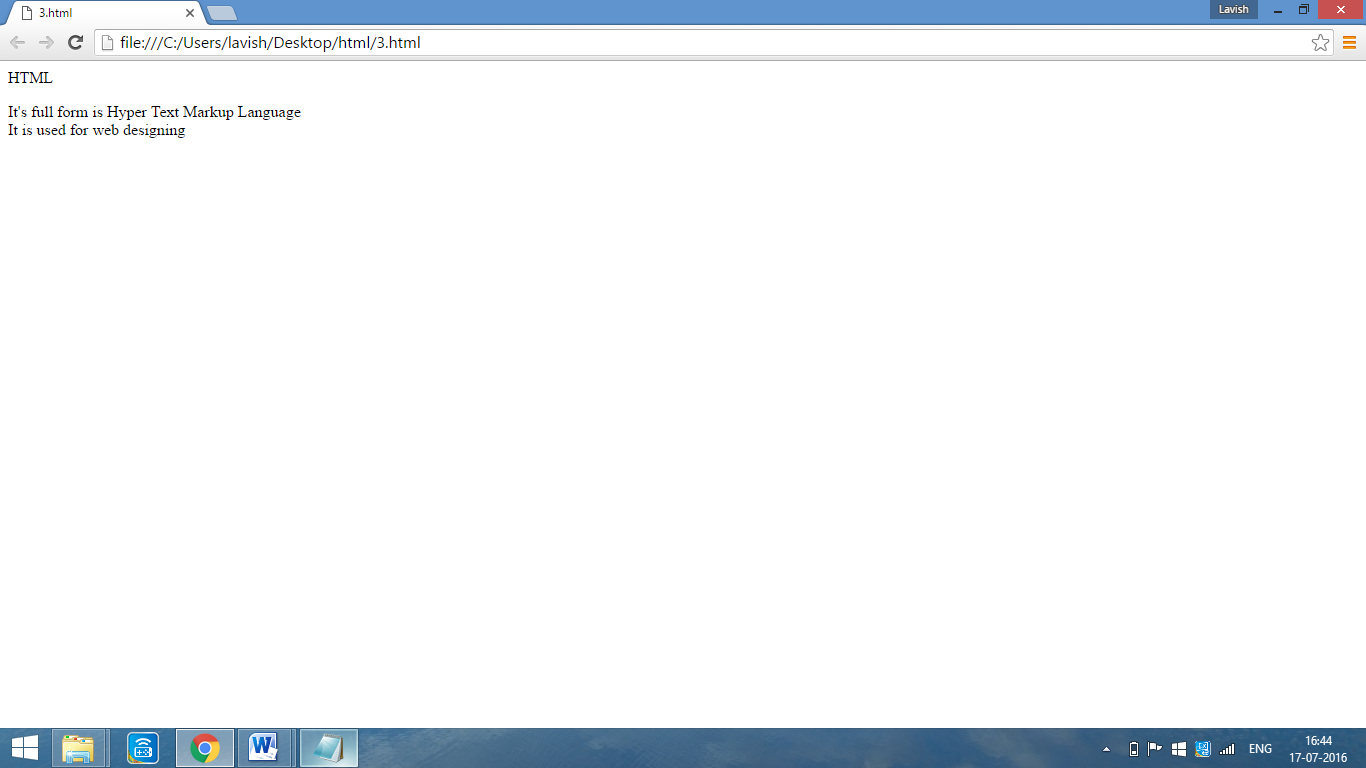 3.html
Lavish
file:///C:/Users/lavish/Desktop/html/3.html
HTML
It's full form is Hyper Text Markup Language
It is used for web designing
ENG
16:44
17-07-2016